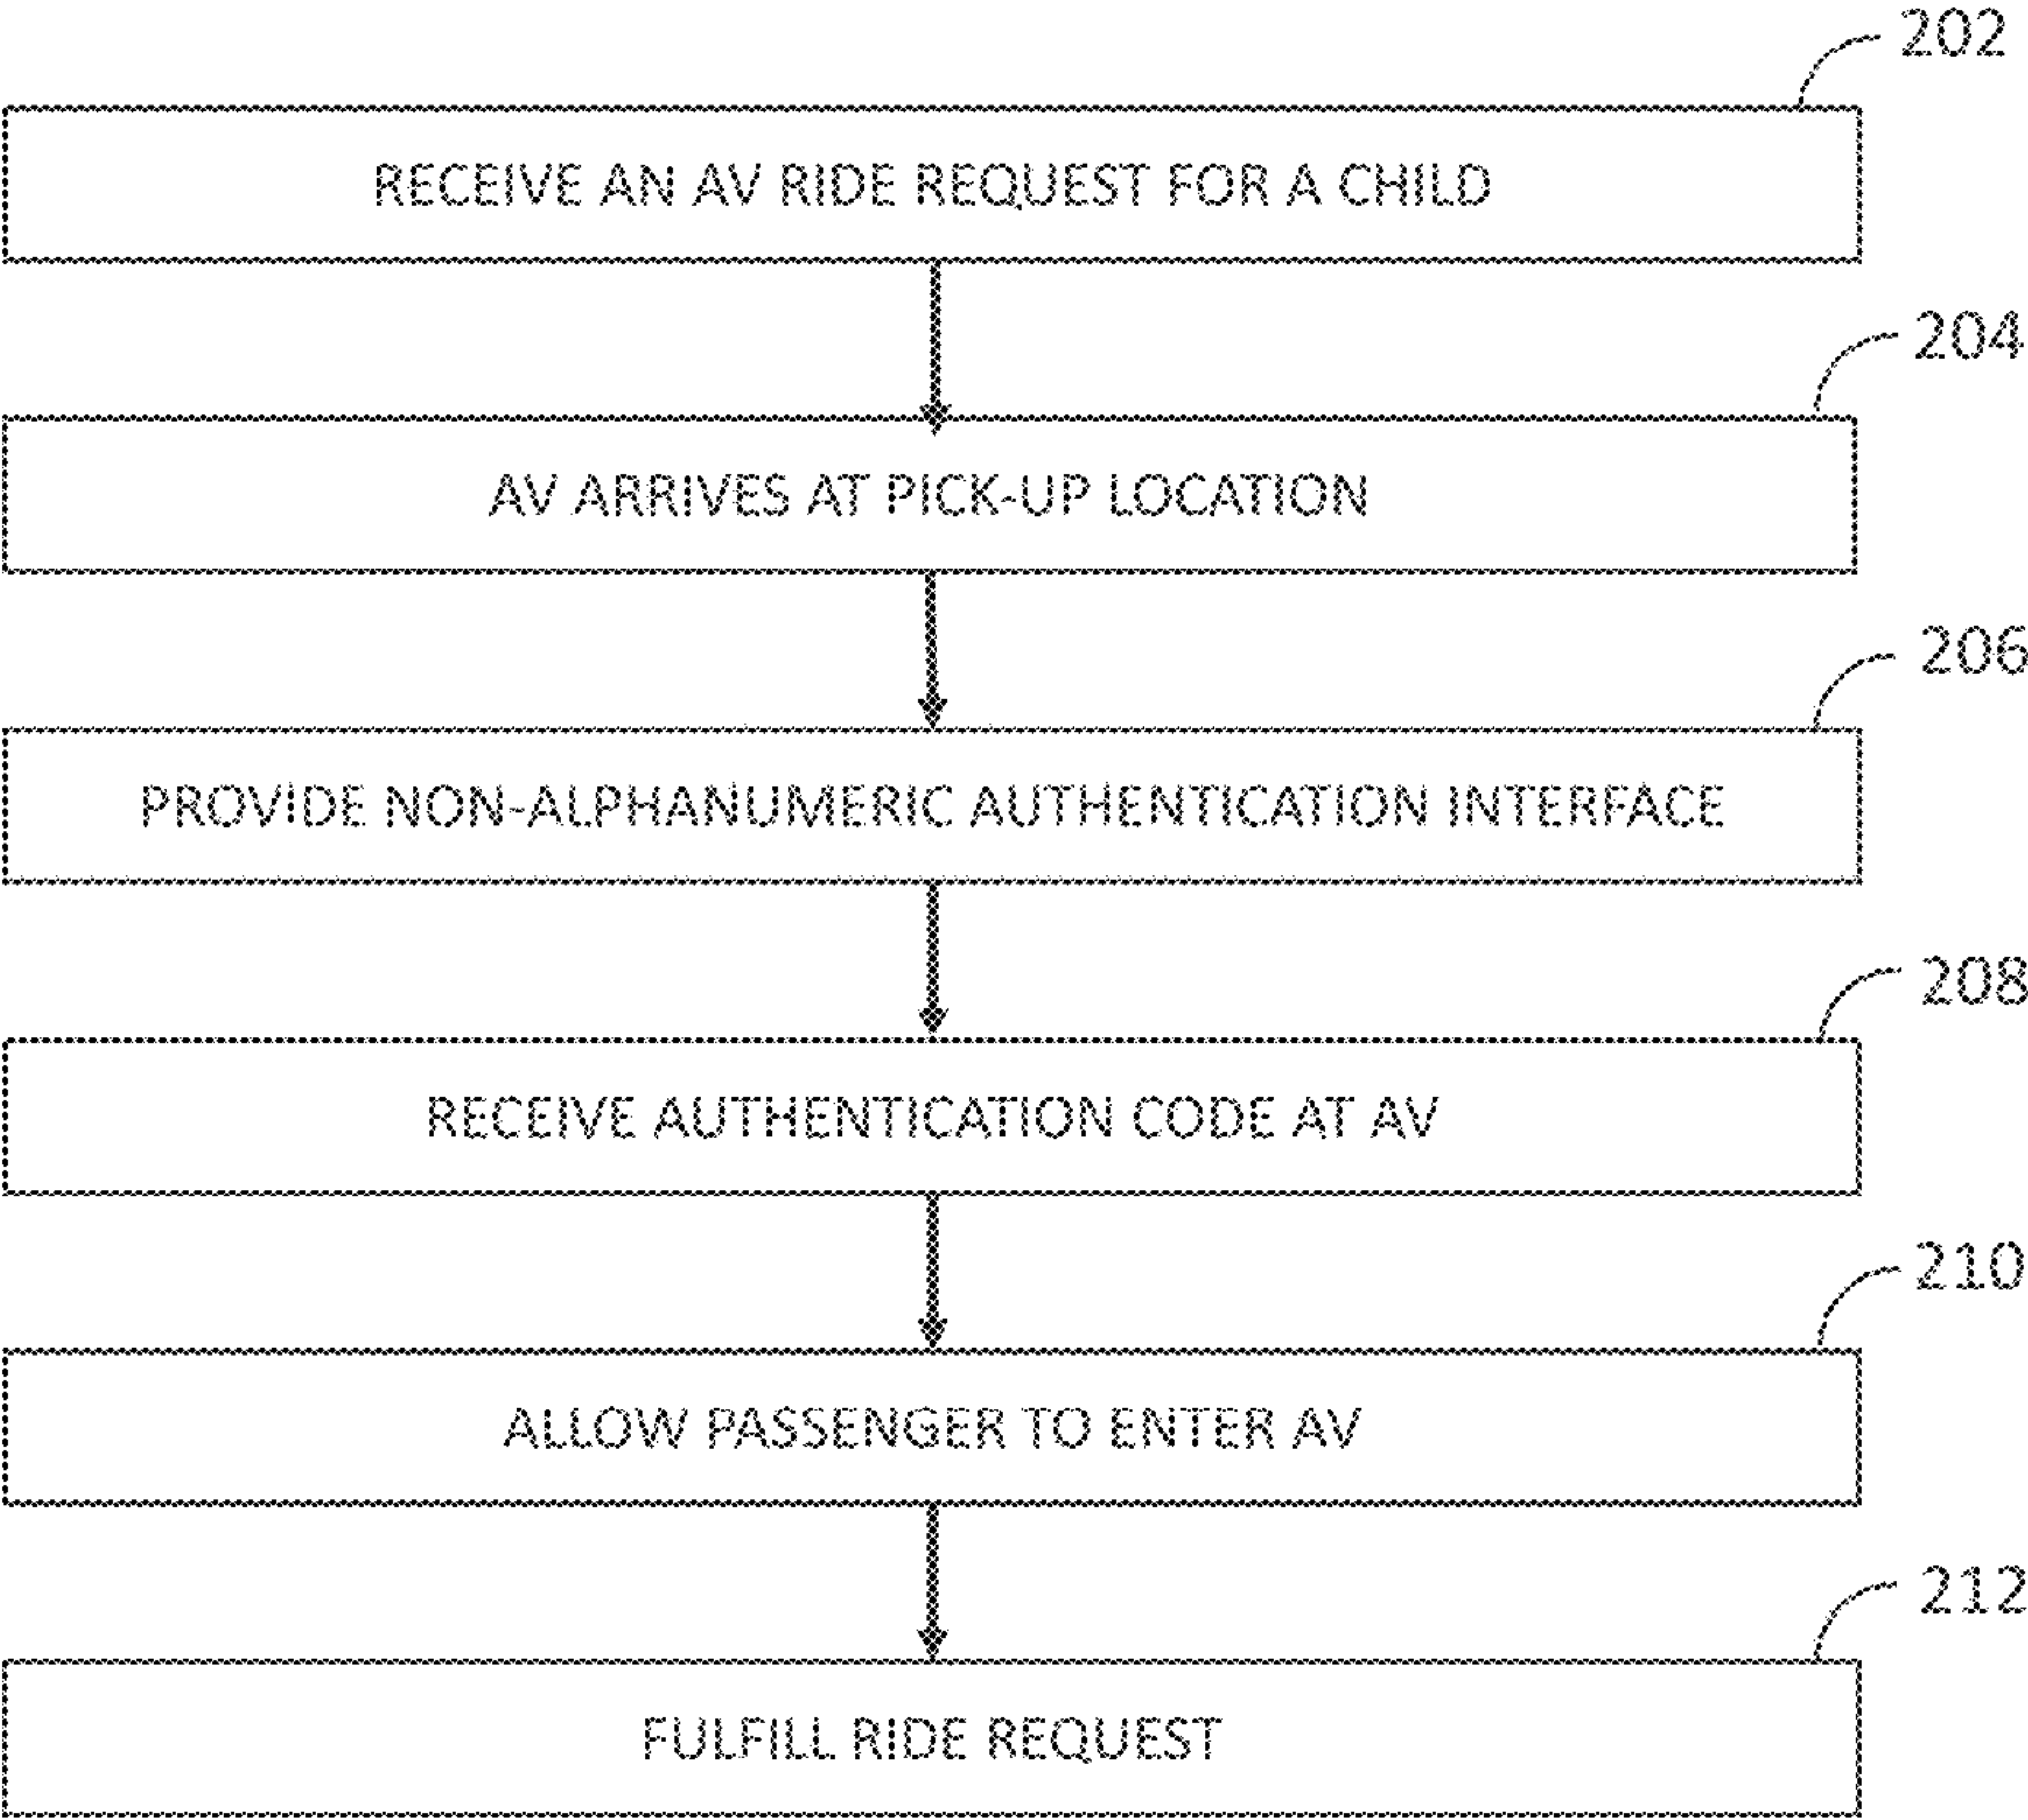 202
RECEIVE AN AV RIDE REQUEST FOR A CHILD
204
AV ARRIVES AT PICK-UP LOCATION
206
PROVIDE NON-ALPHANUMERIC AUTHENTICATION INTERFACE
208
RECEIVE AUTHENTICATION CODE AT AV
210
ALLOW PASSENGER TO ENTER AV
212
FULFILL RIDE REQUEST